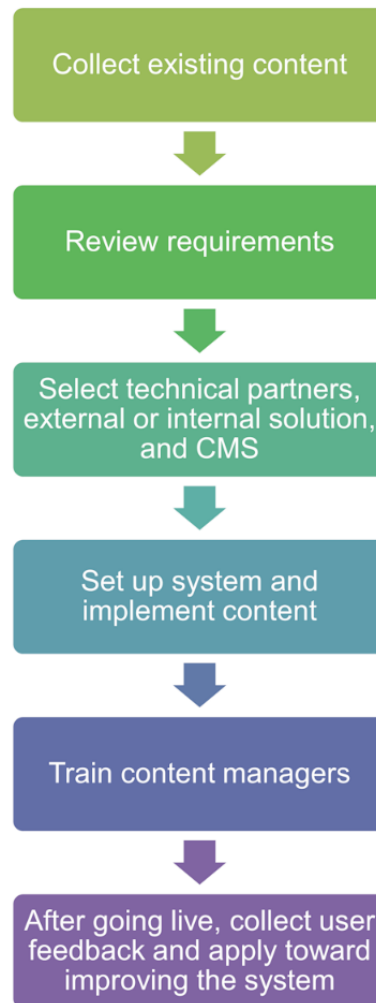 Collect existing content
Review requirements
Select technical partners,
external or internal solution,
and CMS
Set up system and
implement content
Train content managers
After going live, collect user
feedback and apply toward
improving the system